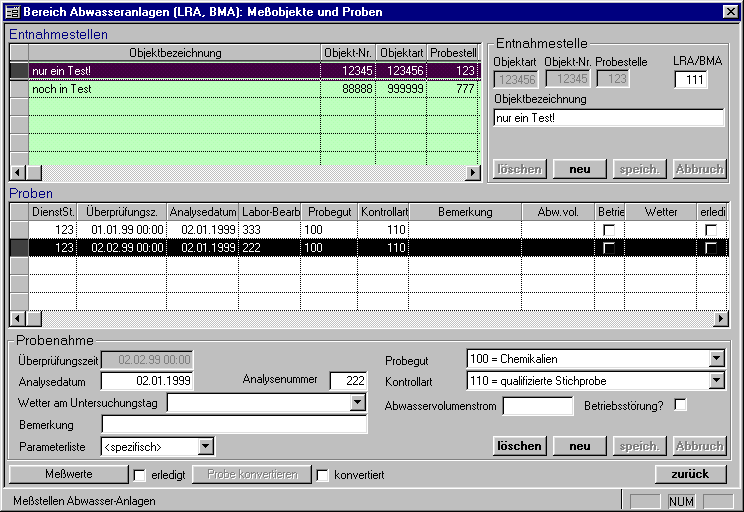 Bereich Abwasseranlagen (LRA, BMA): Meßobjekte und Proben
Entnahmestellen
Objektbezeichnung Objekt-Nr. Objektart Probestell
nur ein Test! 12345 123456 123
noch in Test 88888 999999 777
Entnahmestelle
Objektart Objekt-Nr. Probestelle LRA/BMA
123456 12345 123 111
Objektbezeichnung
nur ein Test!
löschen neu speich. Abbruch
Proben
DienstSt. Überprüfungsz. Analysedatum Labor-Bearb Probegut Kontrollart Bemerkung Abw.vol. Betrie Wetter erledi
123 01.01.99 00:00 02.01.1999 333 100 110
123 02.02.99 00:00 02.01.1999 222 100 110
Probenahme
Überprüfungszeit 02.02.99 00:00 Probegut 100 = Chemikalien
Analysedatum 02.01.1999 Analysenummer 222 Kontrollart 110 = qualifizierte Stichprobe
Wetter am Untersuchungstag Abwasservolumenstrom Betriebsstörung?
Bemerkung
Parameterliste <spezifisch> löschen neu speich. Abbruch
Meßwerte erledigt Probe konvertieren konvertiert zurück
Meßstellen Abwasser-Anlagen NUM